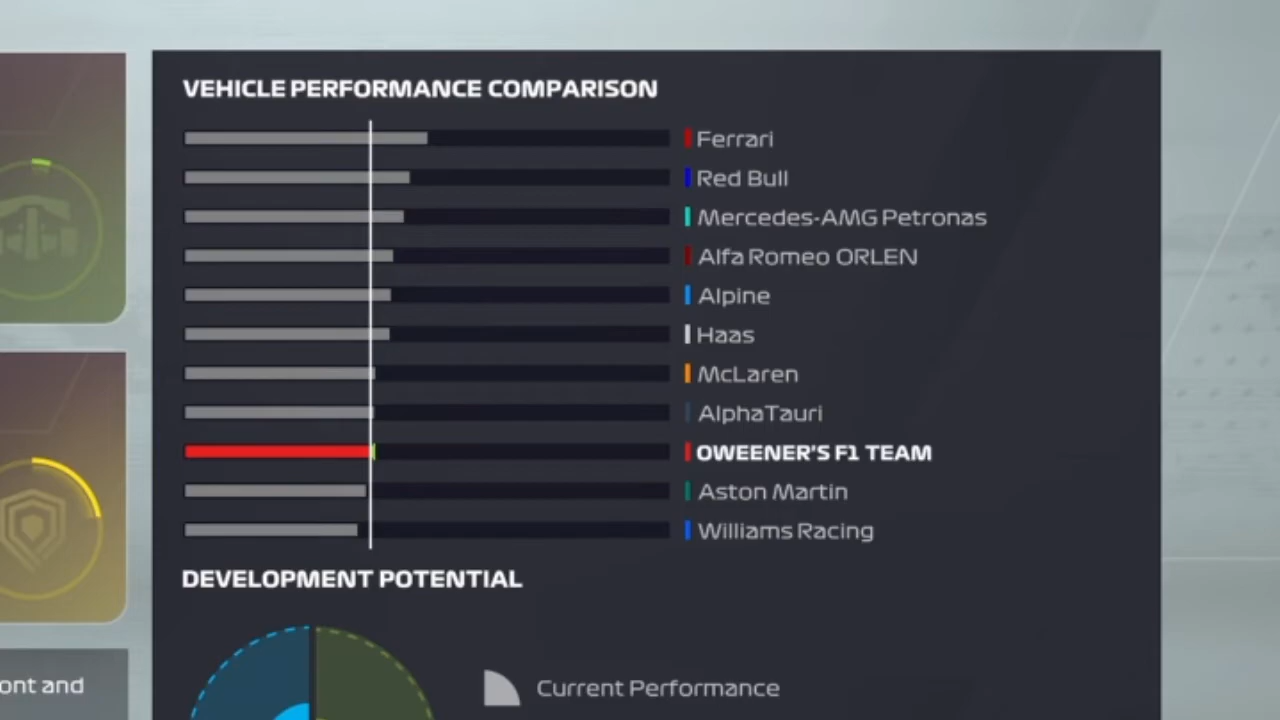 VEHICLE PERFORMANCE COMPARISON
Ferrari
Red Bull
Mercedes-AMG Petronas
Alfa Romeo ORLEN
Alpine
Haas
McLaren
AlphaTauri
OWEENER'S F1 TEAM
Aston Martin
Williams Racing
DEVELOPMENT POTENTIAL
ont and
Current Performance